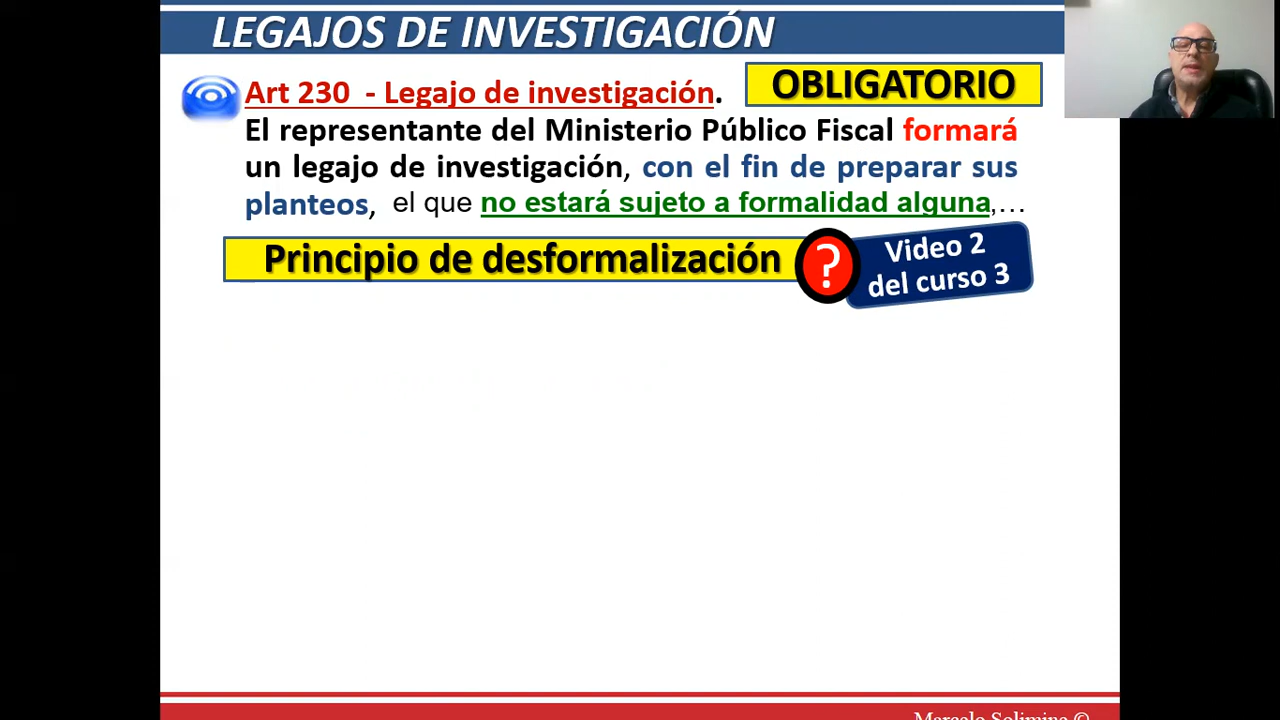 LEGAJOS DE INVESTIGACIÓN
Art 230 - Legajo de investigación.
OBLIGATORIO
El representante del Ministerio Público Fiscal formará
un legajo de investigación, con el fin de preparar sus
planteos, el que no estará sujeto a formalidad alguna,...
Principio de desformalización
?
Video 2
del curso 3
Marcelo Solimine ©